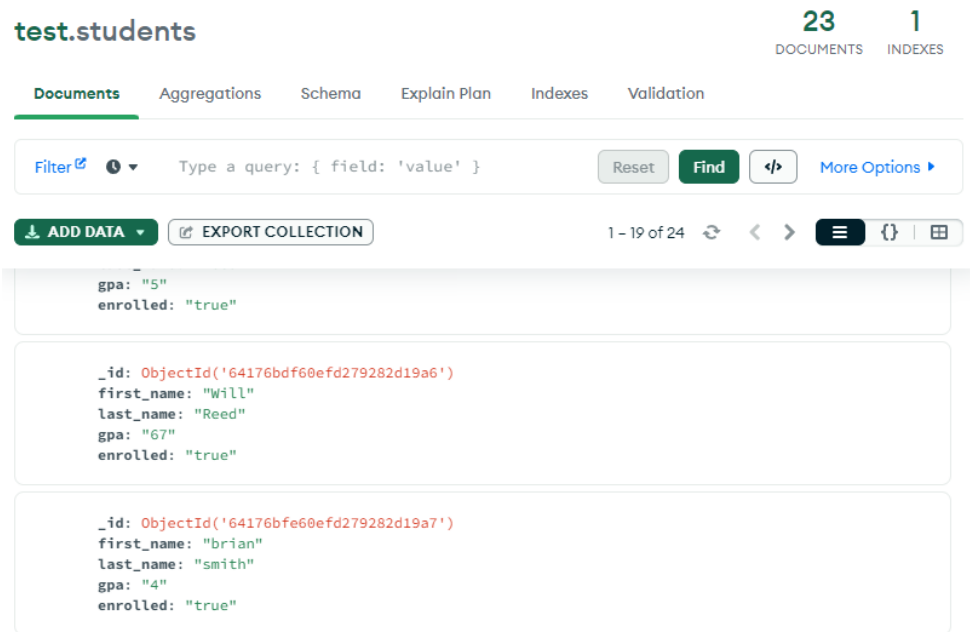 test.students
23 1
DOCUMENTS INDEXES
Documents Aggregations Schema Explain Plan Indexes Validation
Filter Type a query: { field: 'value' } Reset Find </> More Options
ADD DATA EXPORT COLLECTION 1 – 19 of 24 {}
gpa: "5"
enrolled: "true"
_id: ObjectId('64176bdf60efd279282d19a6')
first_name: "Will"
last_name: "Reed"
gpa: "67"
enrolled: "true"
_id: ObjectId('64176bfe60efd279282d19a7')
first_name: "brian"
last_name: "smith"
gpa: "4"
enrolled: "true"